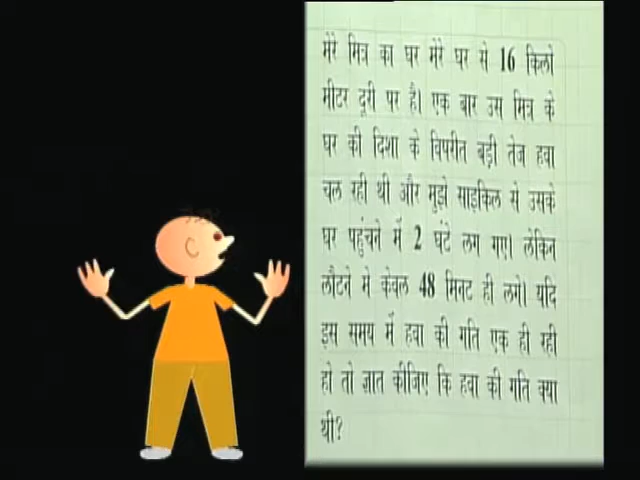 मेरे मित्र का घर मेरे घर से 16 किलो
मीटर दूरी पर है। एक बार उस मित्र के
घर की दिशा के विपरीत बड़ी तेज हवा
चल रही थी और मुझे साइकिल से उसके
घर पहुंचने में 2 घंटे लग गए। लेकिन
लौटने मे केवल 48 मिनट ही लगे। यदि
इस समय में हवा की गति एक ही रही
हो तो ज्ञात कीजिए कि हवा की गति क्या
थी?